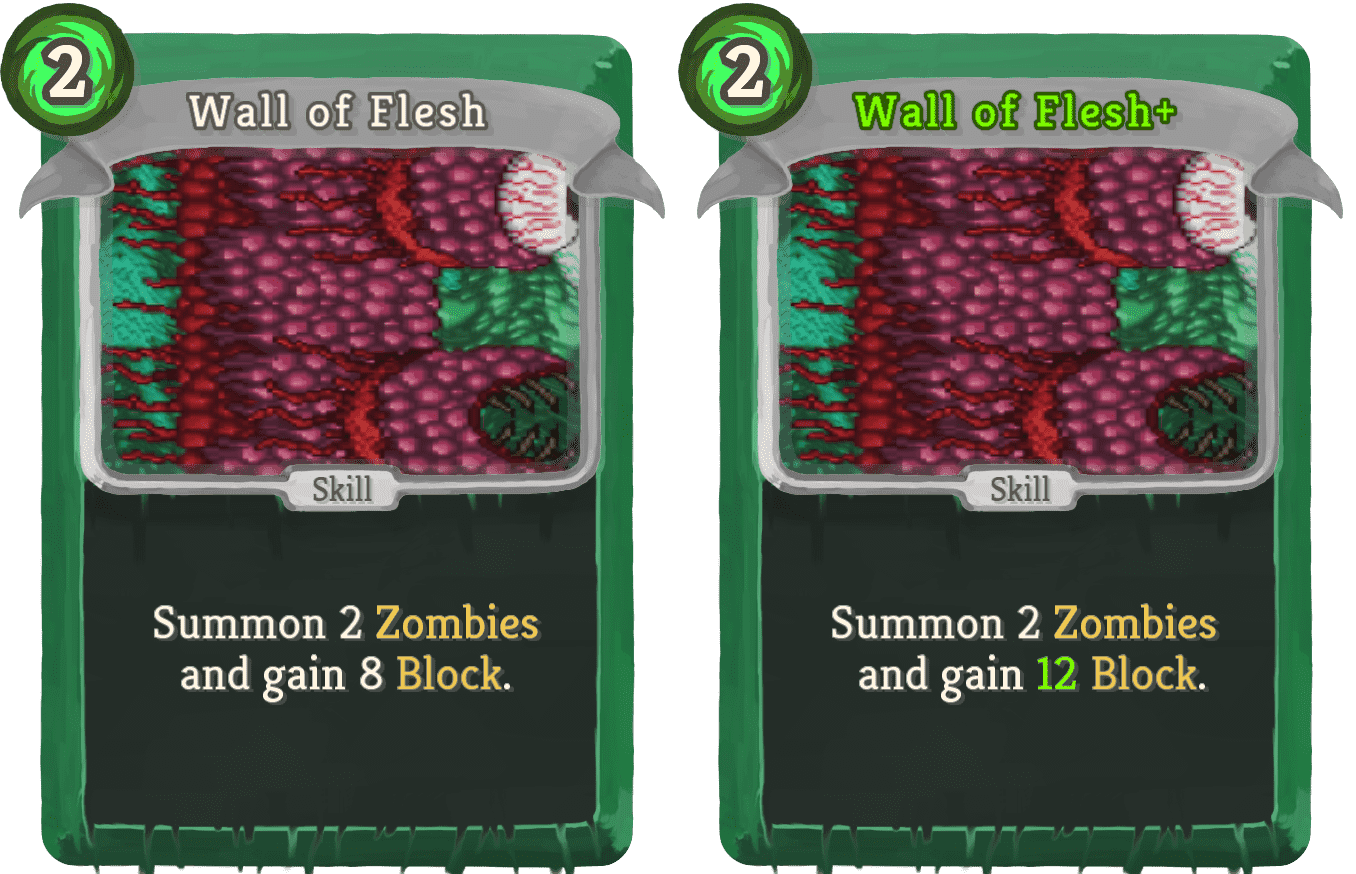 2
Wall of Flesh
Skill
Summon 2 Zombies
and gain 8 Block.
2
Wall of Flesh+
Skill
Summon 2 Zombies
and gain 12 Block.